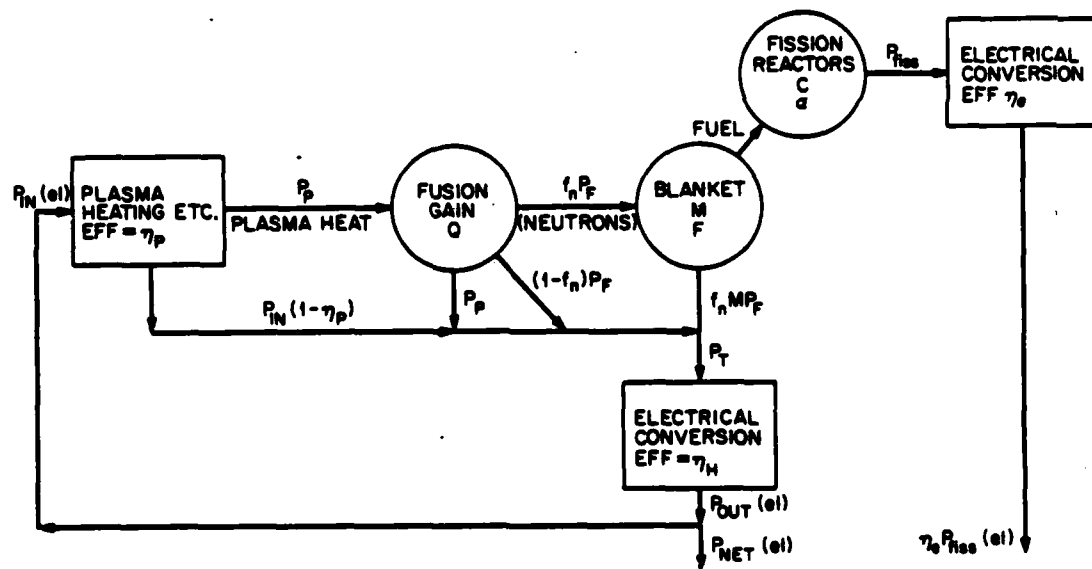 FISSION
REACTORS
C
α
P_fiss
ELECTRICAL
CONVERSION
EFF η_e
FUEL
P_IN (el)
PLASMA
HEATING ETC.
EFF = η_P
P_P
PLASMA HEAT
FUSION
GAIN
Q
f_n P_F
(NEUTRONS)
BLANKET
M
F
(1-f_n)P_F
P_P
f_n MP_F
P_IN (1-η_P)
P_T
ELECTRICAL
CONVERSION
EFF = η_H
P_OUT (el)
P_NET (el)
η_e P_fiss (el)